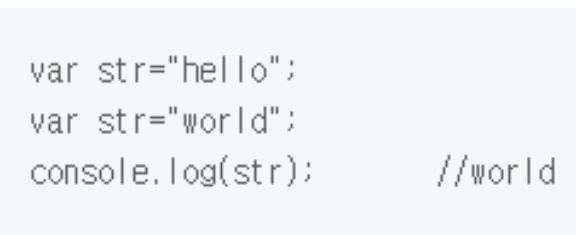 var str="hello";
var str="world";
console.log(str); //world